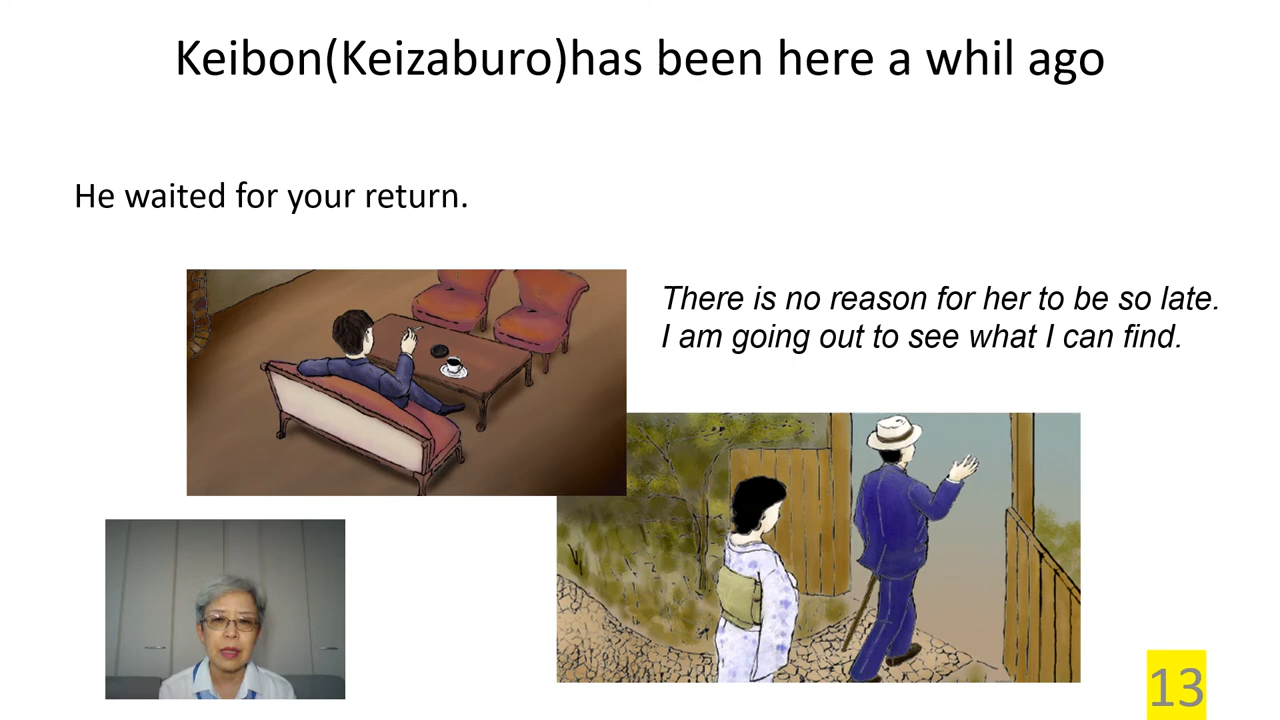 Keibon(Keizaburo)has been here a whil ago
He waited for your return.
There is no reason for her to be so late.
I am going out to see what I can find.
13